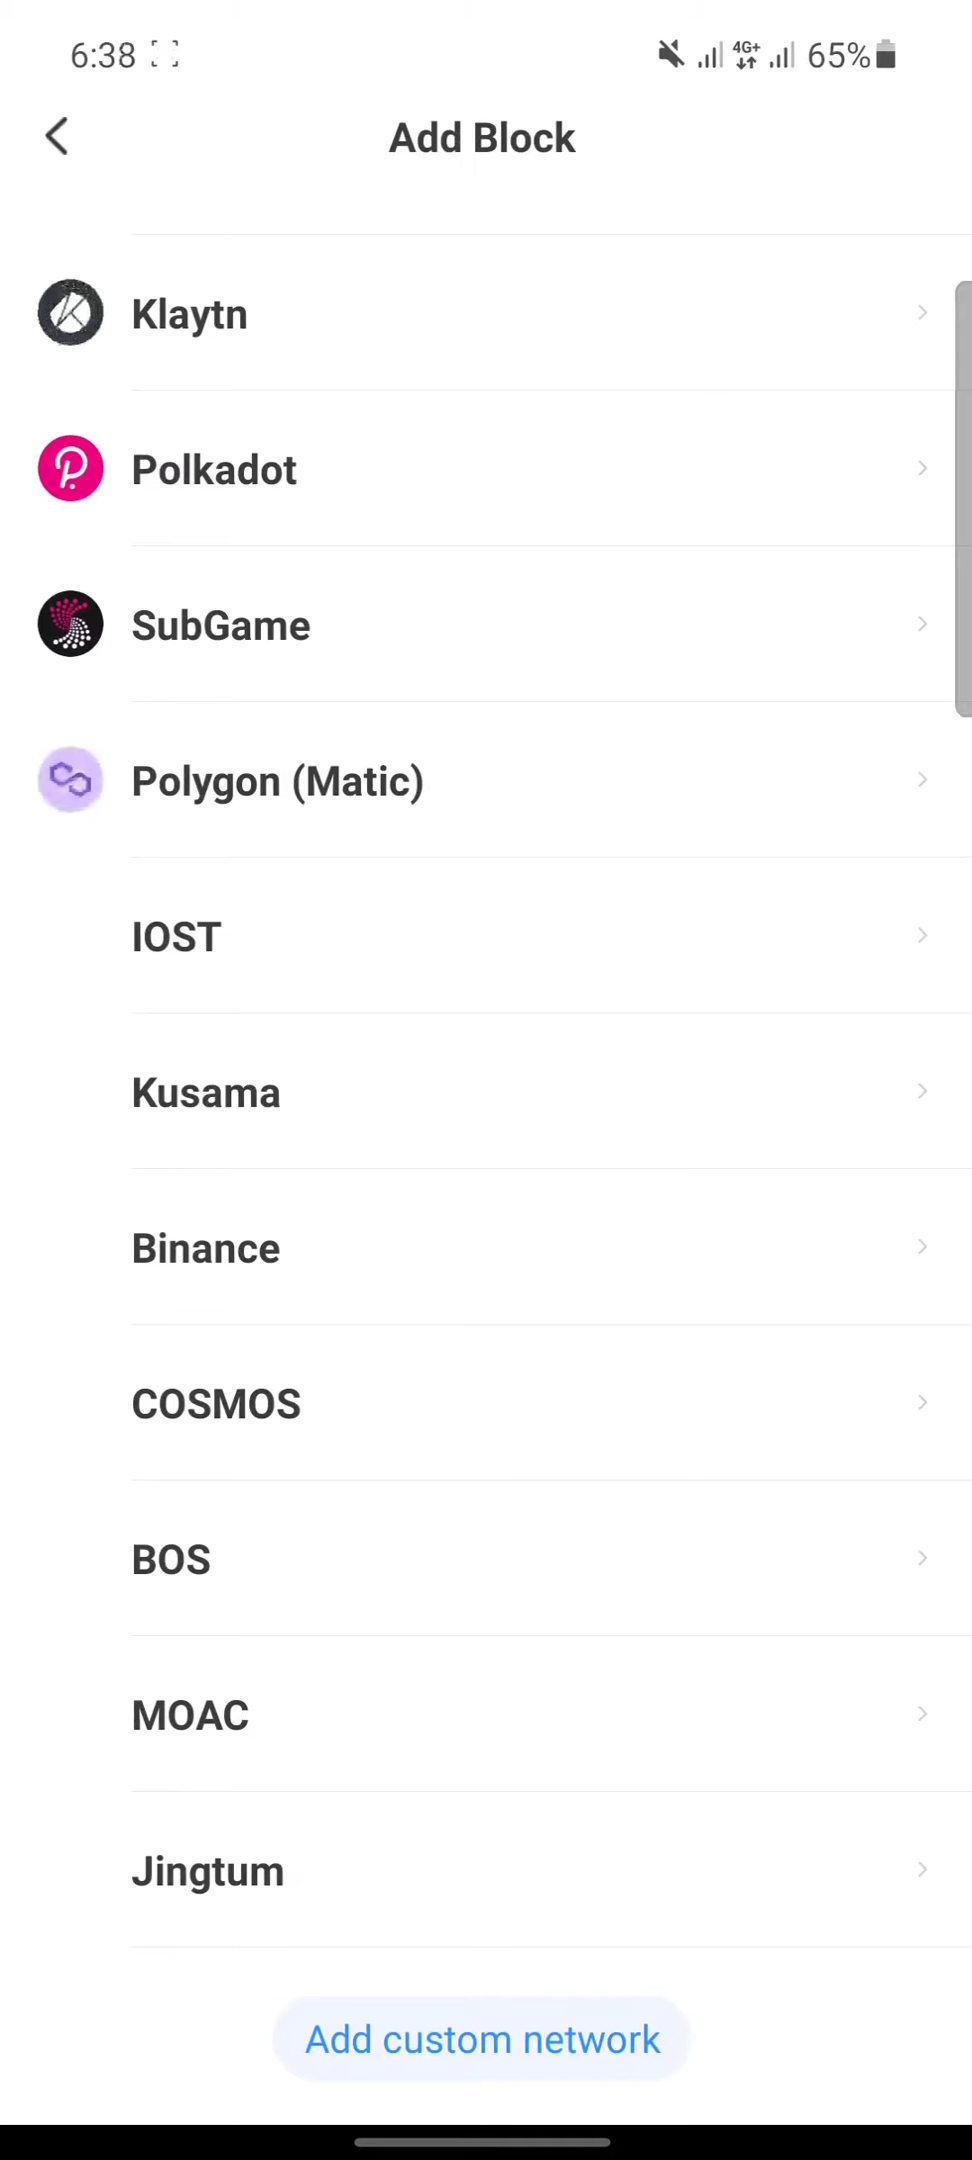 6:38
4G+ 65%
Add Block
Klaytn
Polkadot
SubGame
Polygon (Matic)
IOST
Kusama
Binance
COSMOS
BOS
MOAC
Jingtum
Add custom network